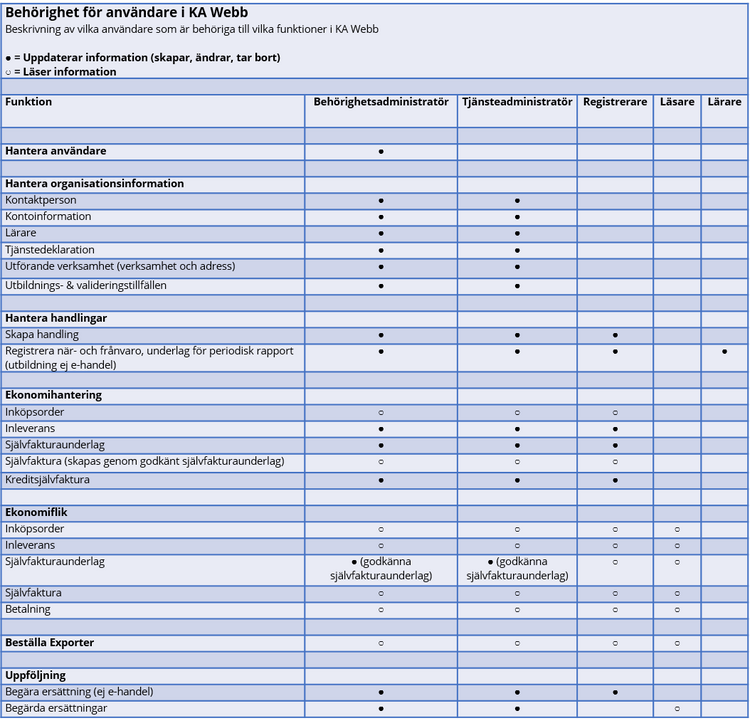 Behörighet för användare i KA Webb
Beskrivning av vilka användare som är behöriga till vilka funktioner i KA Webb
● = Uppdaterar information (skapar, ändrar, tar bort)
○ = Läser information
Funktion Behörighetsadministratör Tjänsteadministratör Registrerare Läsare Lärare
Hantera användare ●
Hantera organisationsinformation
Kontaktperson ● ●
Kontoinformation ● ●
Lärare ● ●
Tjänstedeklaration ● ●
Utförande verksamhet (verksamhet och adress) ● ●
Utbildnings- & valideringstillfällen ● ●
Hantera handlingar
Skapa handling ● ● ●
Registrera när- och frånvaro, underlag för periodisk rapport ● ● ● ●
(utbildning ej e-handel)
Ekonomihantering
Inköpsorder ○ ○ ○
Inleverans ● ● ●
Självfakturaunderlag ● ● ●
Självfaktura (skapas genom godkänt självfakturaunderlag) ○ ○ ○
Kreditsjälvfaktura ● ● ●
Ekonomiflik
Inköpsorder ○ ○ ○ ○
Inleverans ○ ○ ○ ○
Självfakturaunderlag ● (godkänna ● (godkänna ○ ○
självfakturaunderlag) självfakturaunderlag)
Självfaktura ○ ○ ○ ○
Betalning ○ ○ ○ ○
Beställa Exporter ○ ○ ○ ○
Uppföljning
Begära ersättning (ej e-handel) ● ● ●
Begärda ersättningar ● ● ○